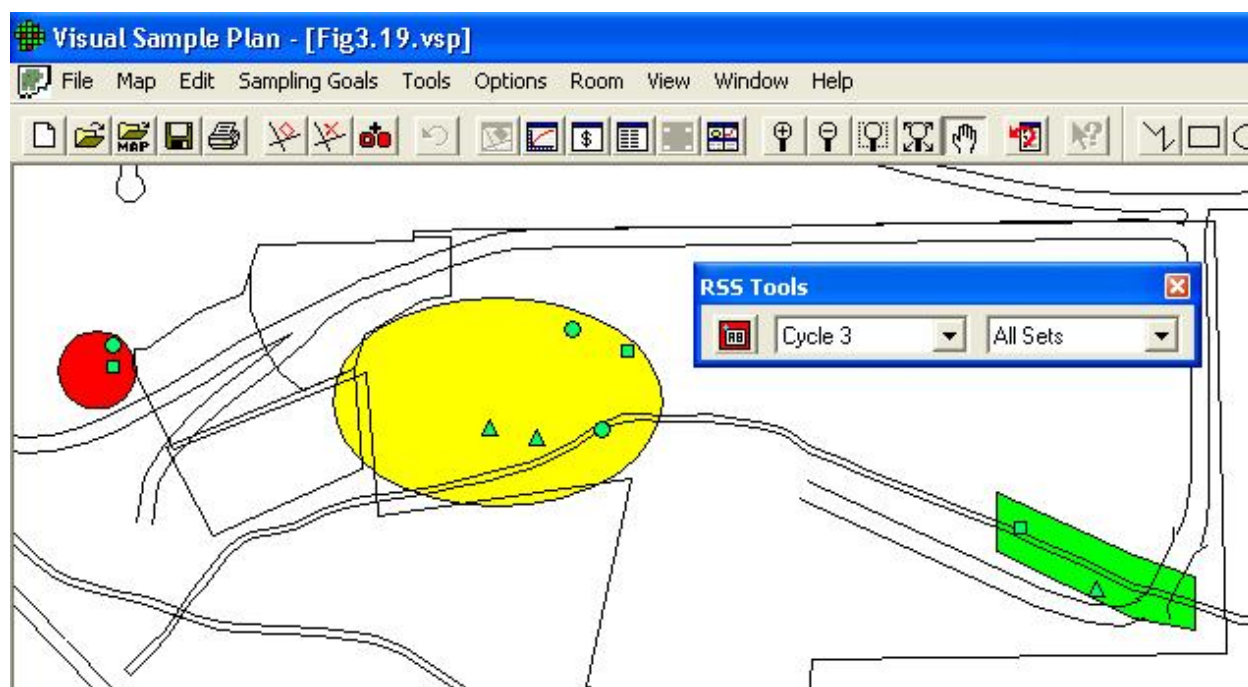 Visual Sample Plan - [Fig3.19.vsp]
File Map Edit Sampling Goals Tools Options Room View Window Help
MAP $
RSS Tools
AB Cycle 3 All Sets